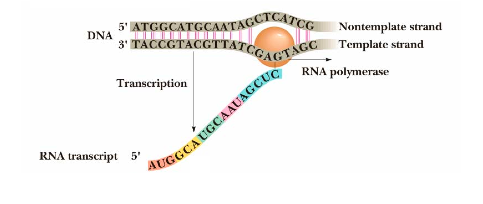 5' ATGGCATGCAATAGCTCATCG Nontemplate strand
DNA
3' TACCGTACGTTATCGAGTAGC Template strand
RNA polymerase
Transcription
RNA transcript 5' AUGGCAUGCAAUAGCUC